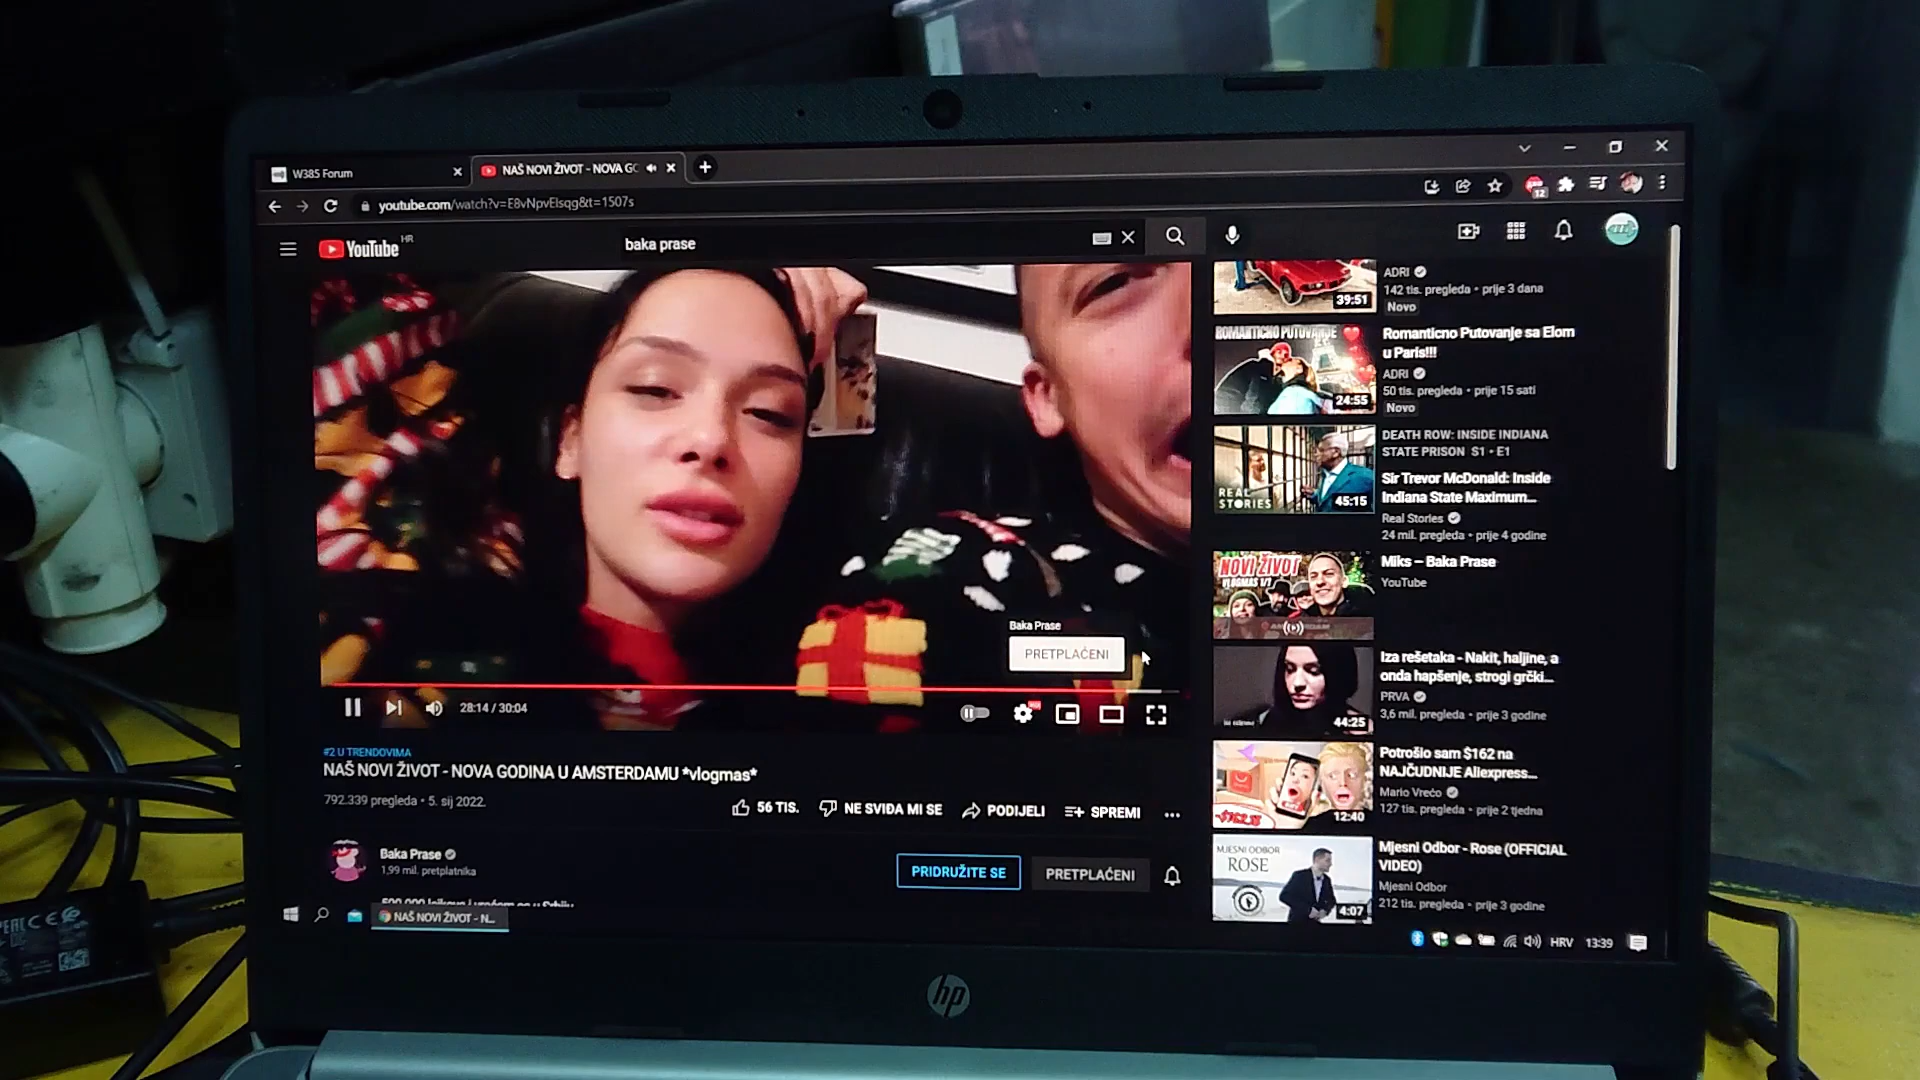 W385 Forum
NAŠ NOVI ŽIVOT - NOVA GO
youtube.com/watch?v=E8vNpvElsqg&t=1507s
12
YouTube HR
baka prase
Baka Prase
PRETPLAĆENI
28:14 / 30:04
#2 U TRENDOVIMA
NAŠ NOVI ŽIVOT - NOVA GODINA U AMSTERDAMU *vlogmas*
792.339 pregleda • 5. sij 2022.
56 TIS.
NE SVIĐA MI SE
PODIJELI
SPREMI
Baka Prase
1,99 mil. pretplatnika
PRIDRUŽITE SE
PRETPLAĆENI
39:51
ADRI
142 tis. pregleda • prije 3 dana
Novo
ROMANTICNO PUTOVANJE
24:55
Romanticno Putovanje sa Elom
u Paris!!!
ADRI
50 tis. pregleda • prije 15 sati
Novo
REAL
STORIES
45:15
DEATH ROW: INSIDE INDIANA
STATE PRISON S1 • E1
Sir Trevor McDonald: Inside
Indiana State Maximum...
Real Stories
24 mil. pregleda • prije 4 godine
NOVI ŽIVOT
VLOGMAS 1/7
Miks – Baka Prase
YouTube
44:25
Iza rešetaka - Nakit, haljine, a
onda hapšenje, strogi grčki...
PRVA
3,6 mil. pregleda • prije 3 godine
12:40
Potrošio sam $162 na
NAJČUDNIJE Aliexpress...
Mario Vrećo
127 tis. pregleda • prije 2 tjedna
MJESNI ODBOR
ROSE
4:07
Mjesni Odbor - Rose (OFFICIAL
VIDEO)
Mjesni Odbor
212 tis. pregleda • prije 3 godine
NAŠ NOVI ŽIVOT - N...
HRV
13:39
hp